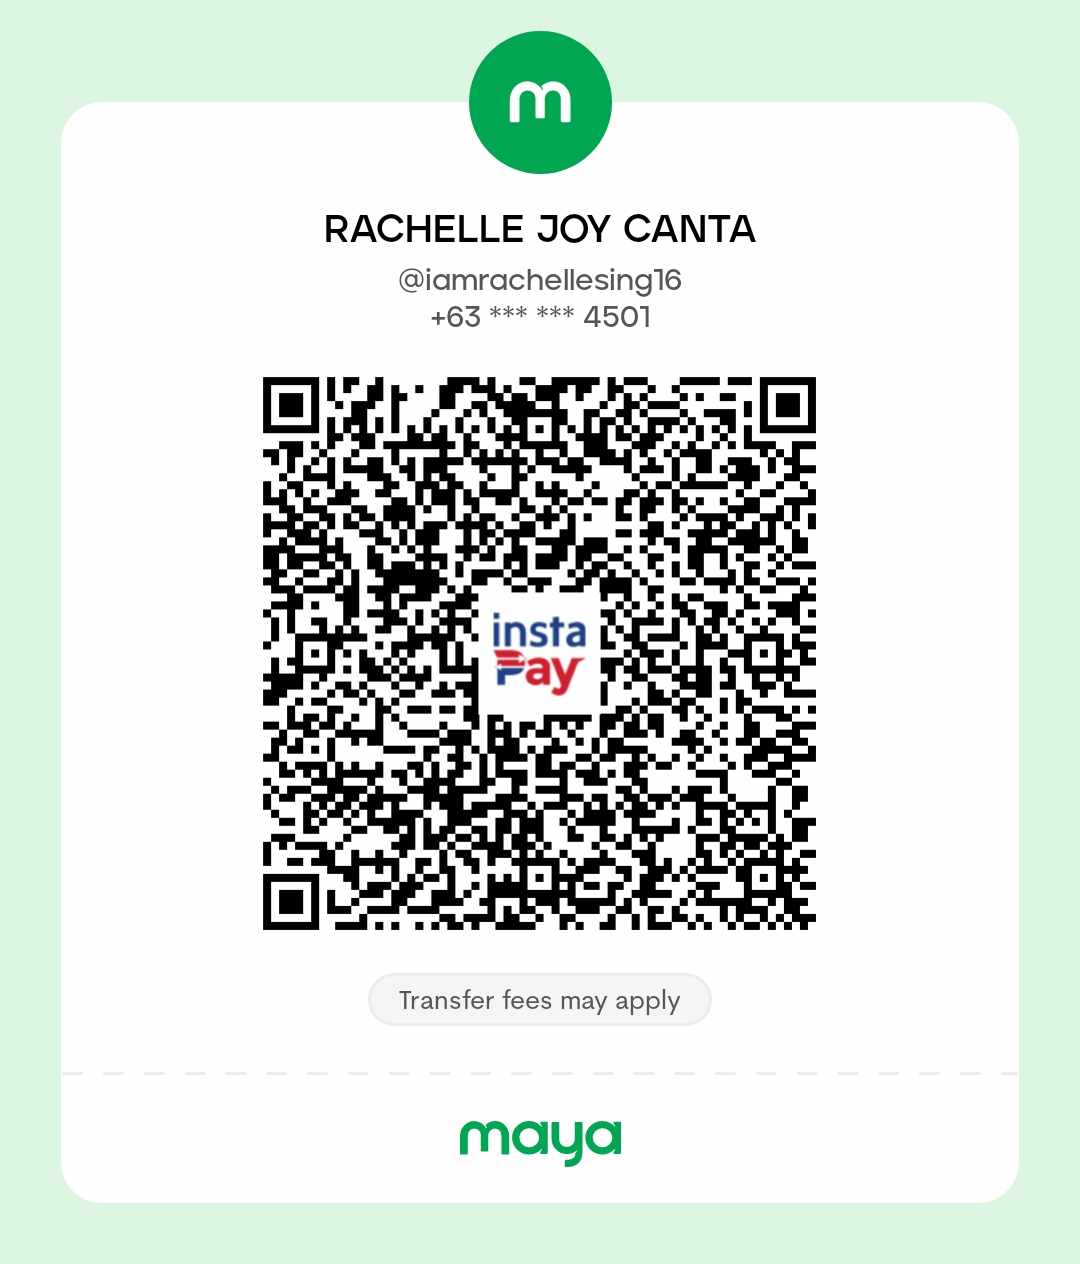 m
RACHELLE JOY CANTA
@iamrachellesing16
+63 *** *** 4501
insta
Pay
Transfer fees may apply
maya